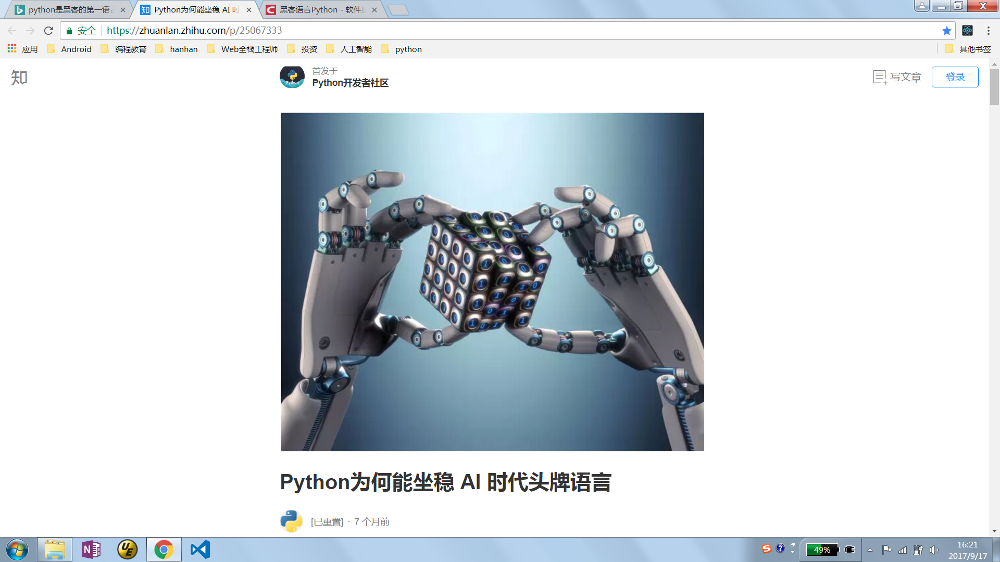 python是黑客的第一语言
Python为何能坐稳 AI 时
黑客语言Python - 软件
安全
https://zhuanlan.zhihu.com/p/25067333
应用
Android
编程教育
hanhan
Web全栈工程师
投资
人工智能
python
其他书签
知
首发于
Python开发者社区
写文章
登录
Python为何能坐稳 AI 时代头牌语言
[已重置] · 7 个月前
49%
16:21
2017/9/17